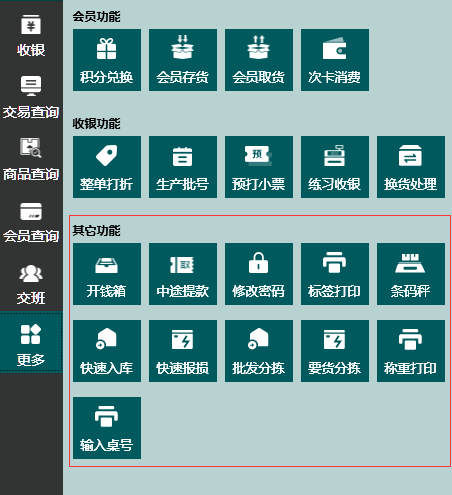 收银
交易查询
商品查询
会员查询
交班
更多
会员功能
积分兑换 会员存货 会员取货 次卡消费
收银功能
预
整单打折 生产批号 预打小票 练习收银 换货处理
其它功能
开钱箱 中途提款 修改密码 标签打印 条码秤
快速入库 快速报损 批发分拣 要货分拣 称重打印
输入桌号